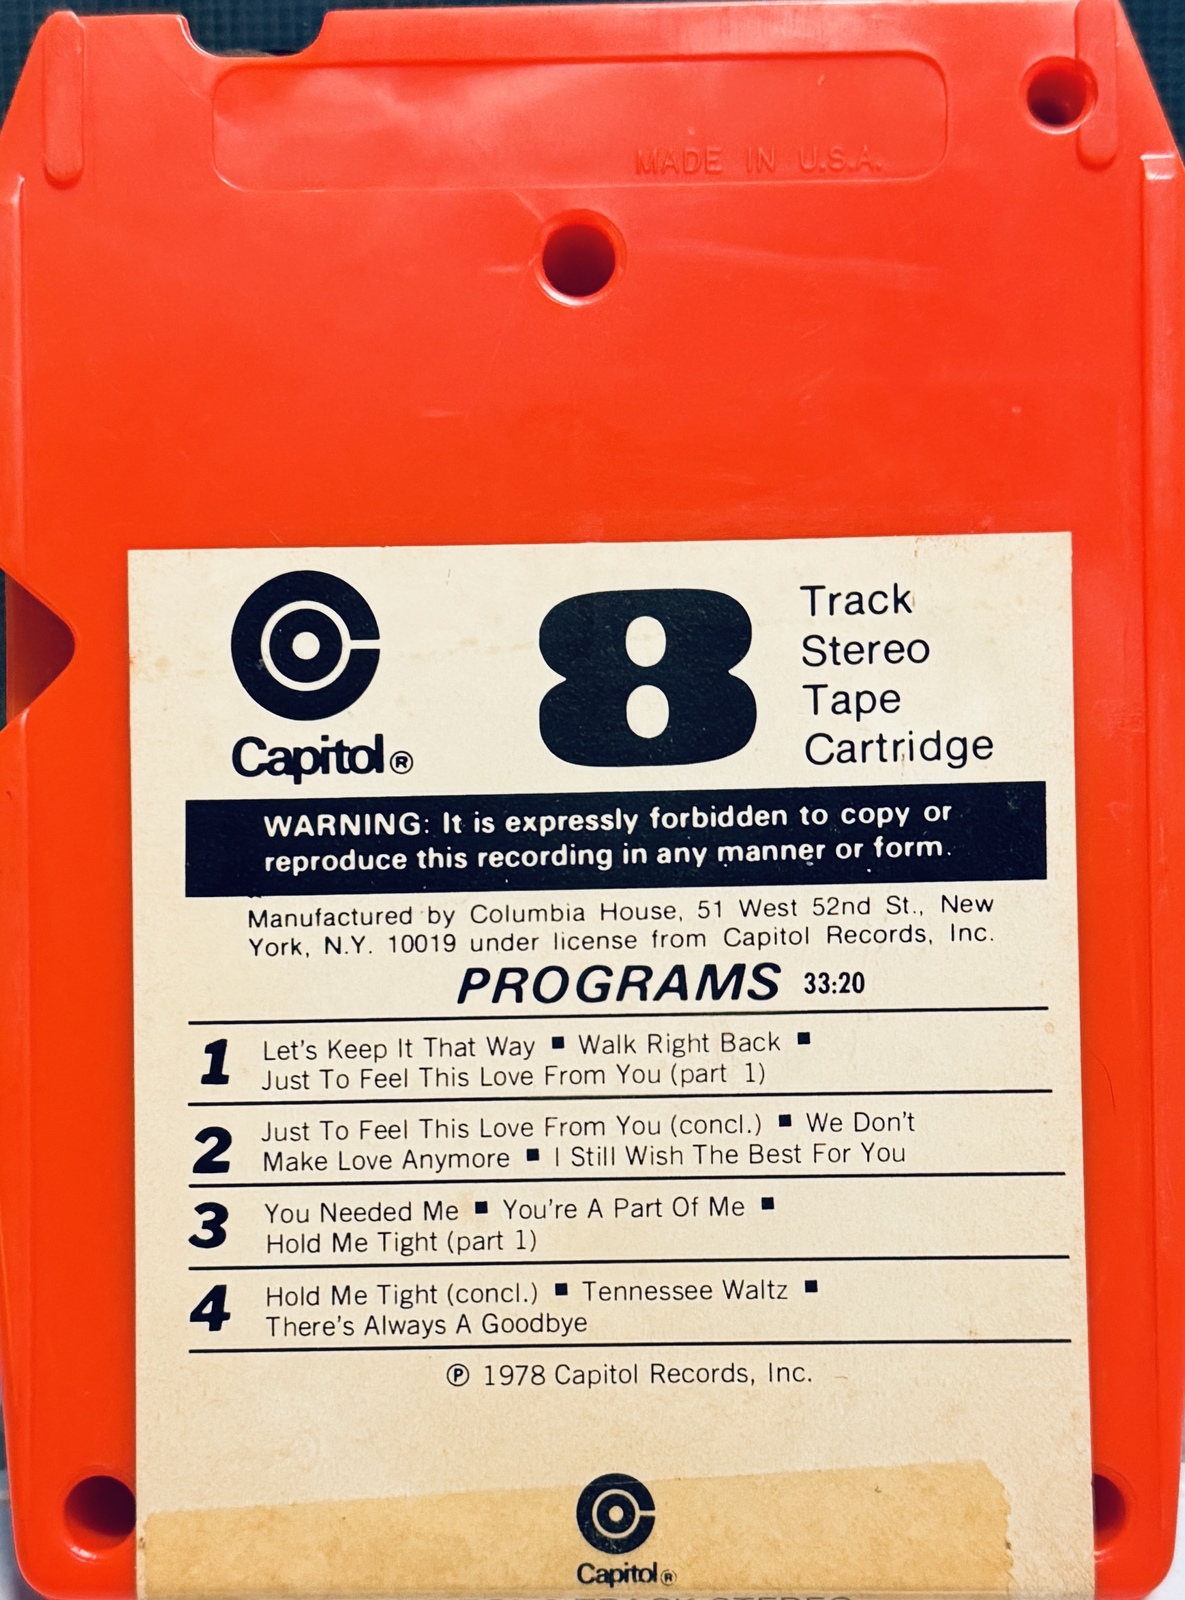 MADE IN U.S.A.
Capitol®
8
Track
Stereo
Tape
Cartridge
WARNING: It is expressly forbidden to copy or
reproduce this recording in any manner or form.
Manufactured by Columbia House, 51 West 52nd St., New
York, N.Y. 10019 under license from Capitol Records, Inc.
PROGRAMS 33:20
1 Let's Keep It That Way ■ Walk Right Back ■
Just To Feel This Love From You (part 1)
2 Just To Feel This Love From You (concl.) ■ We Don't
Make Love Anymore ■ I Still Wish The Best For You
3 You Needed Me ■ You're A Part Of Me ■
Hold Me Tight (part 1)
4 Hold Me Tight (concl.) ■ Tennessee Waltz ■
There's Always A Goodbye
℗ 1978 Capitol Records, Inc.
Capitol®
TRACK STEREO